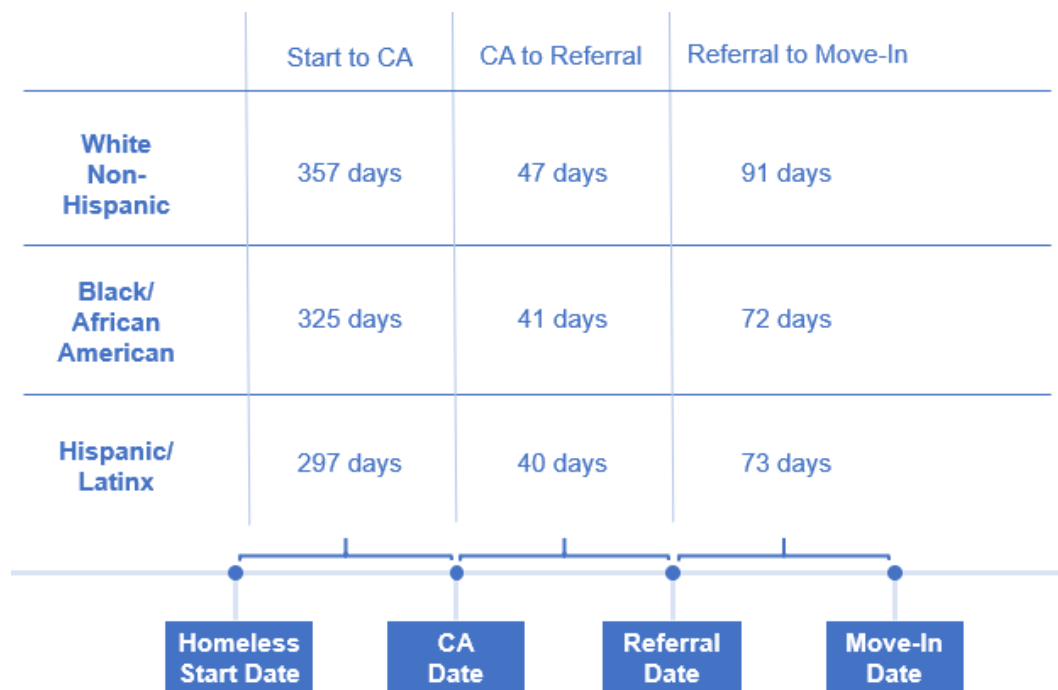 Start to CA CA to Referral Referral to Move-In
White
Non-
Hispanic
357 days 47 days 91 days
Black/
African
American
325 days 41 days 72 days
Hispanic/
Latinx
297 days 40 days 73 days
Homeless
Start Date
CA
Date
Referral
Date
Move-In
Date